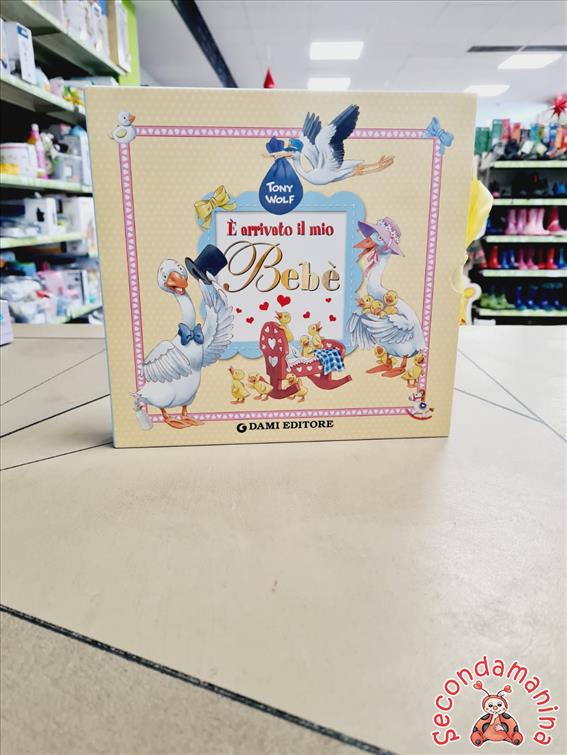 TONY
WOLF
È arrivato il mio
Bebè
G DAMI EDITORE
Secondamanina